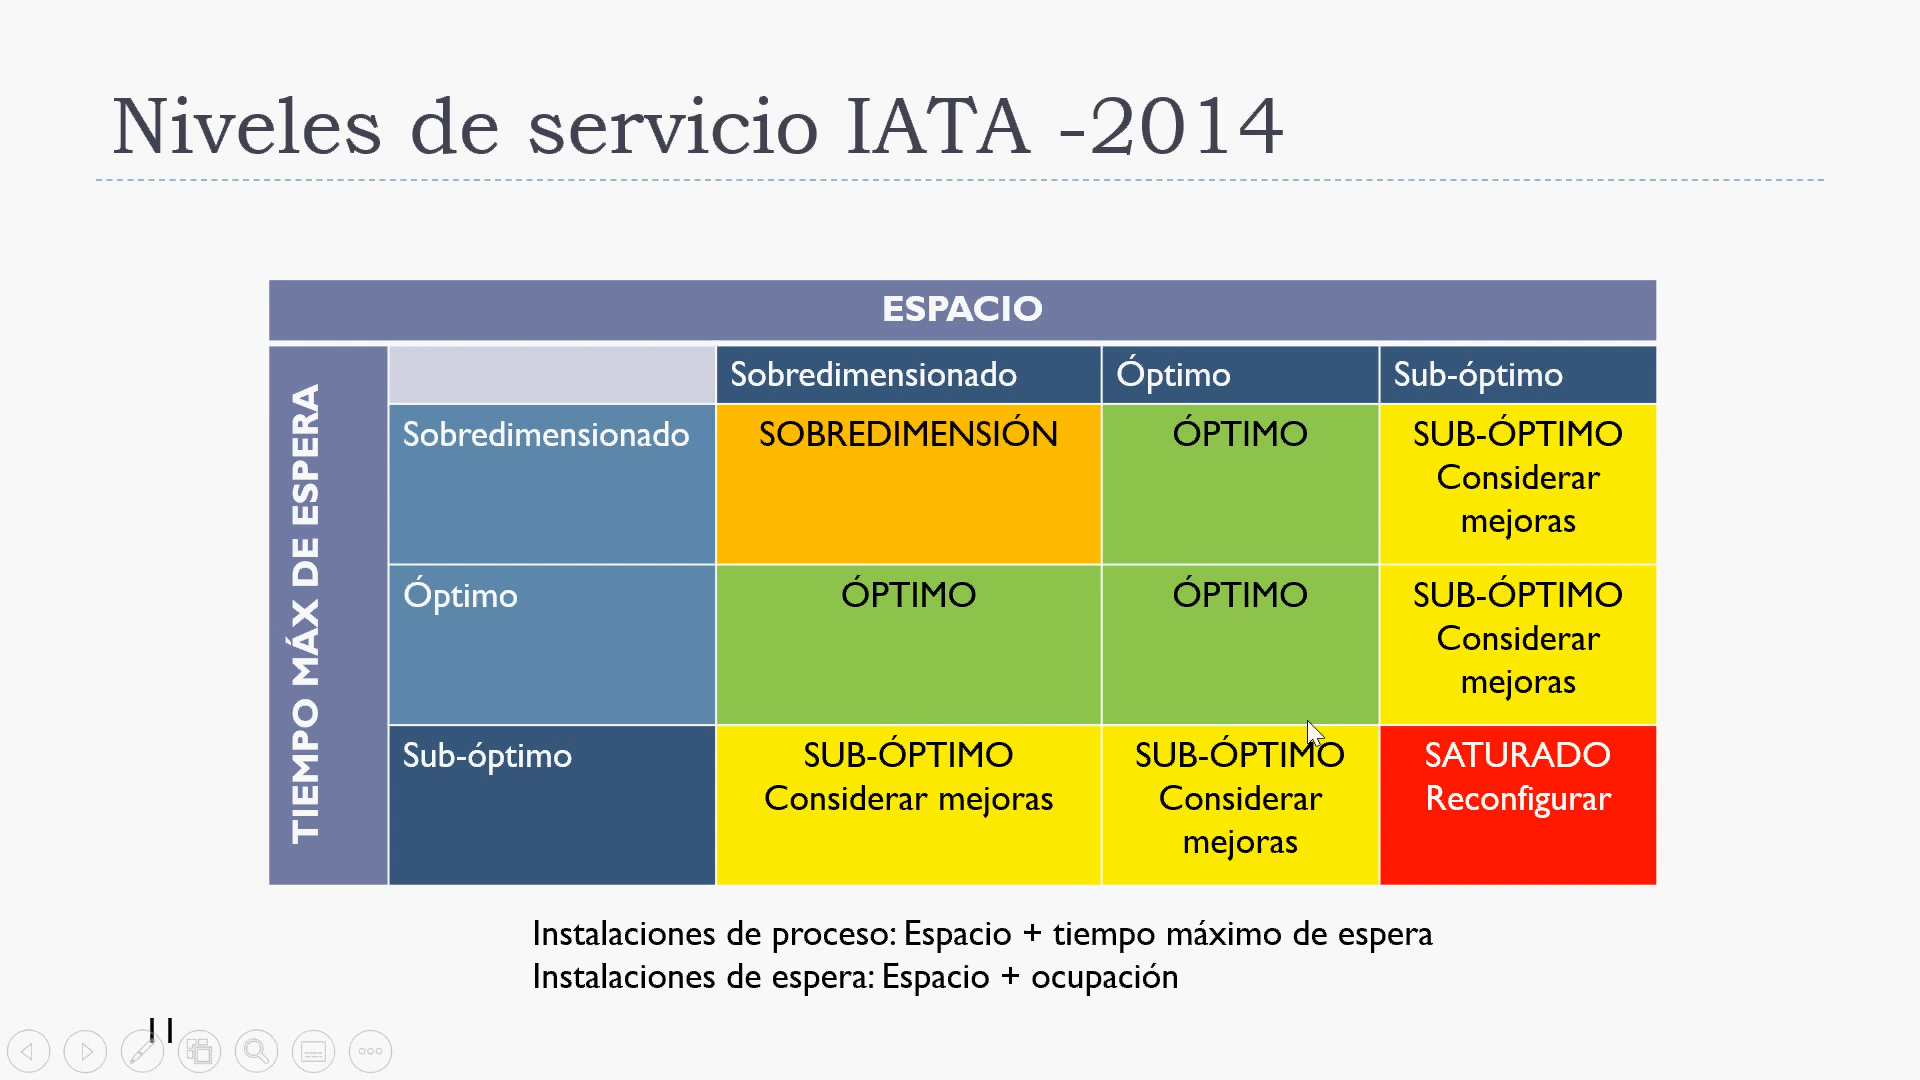 Niveles de servicio IATA -2014
ESPACIO
TIEMPO MÁX DE ESPERA
Sobredimensionado
Óptimo
Sub-óptimo
Sobredimensionado
SOBREDIMENSIÓN
ÓPTIMO
SUB-ÓPTIMO
Considerar
mejoras
Óptimo
ÓPTIMO
ÓPTIMO
SUB-ÓPTIMO
Considerar
mejoras
Sub-óptimo
SUB-ÓPTIMO
Considerar mejoras
SUB-ÓPTIMO
Considerar
mejoras
SATURADO
Reconfigurar
Instalaciones de proceso: Espacio + tiempo máximo de espera
Instalaciones de espera: Espacio + ocupación
11